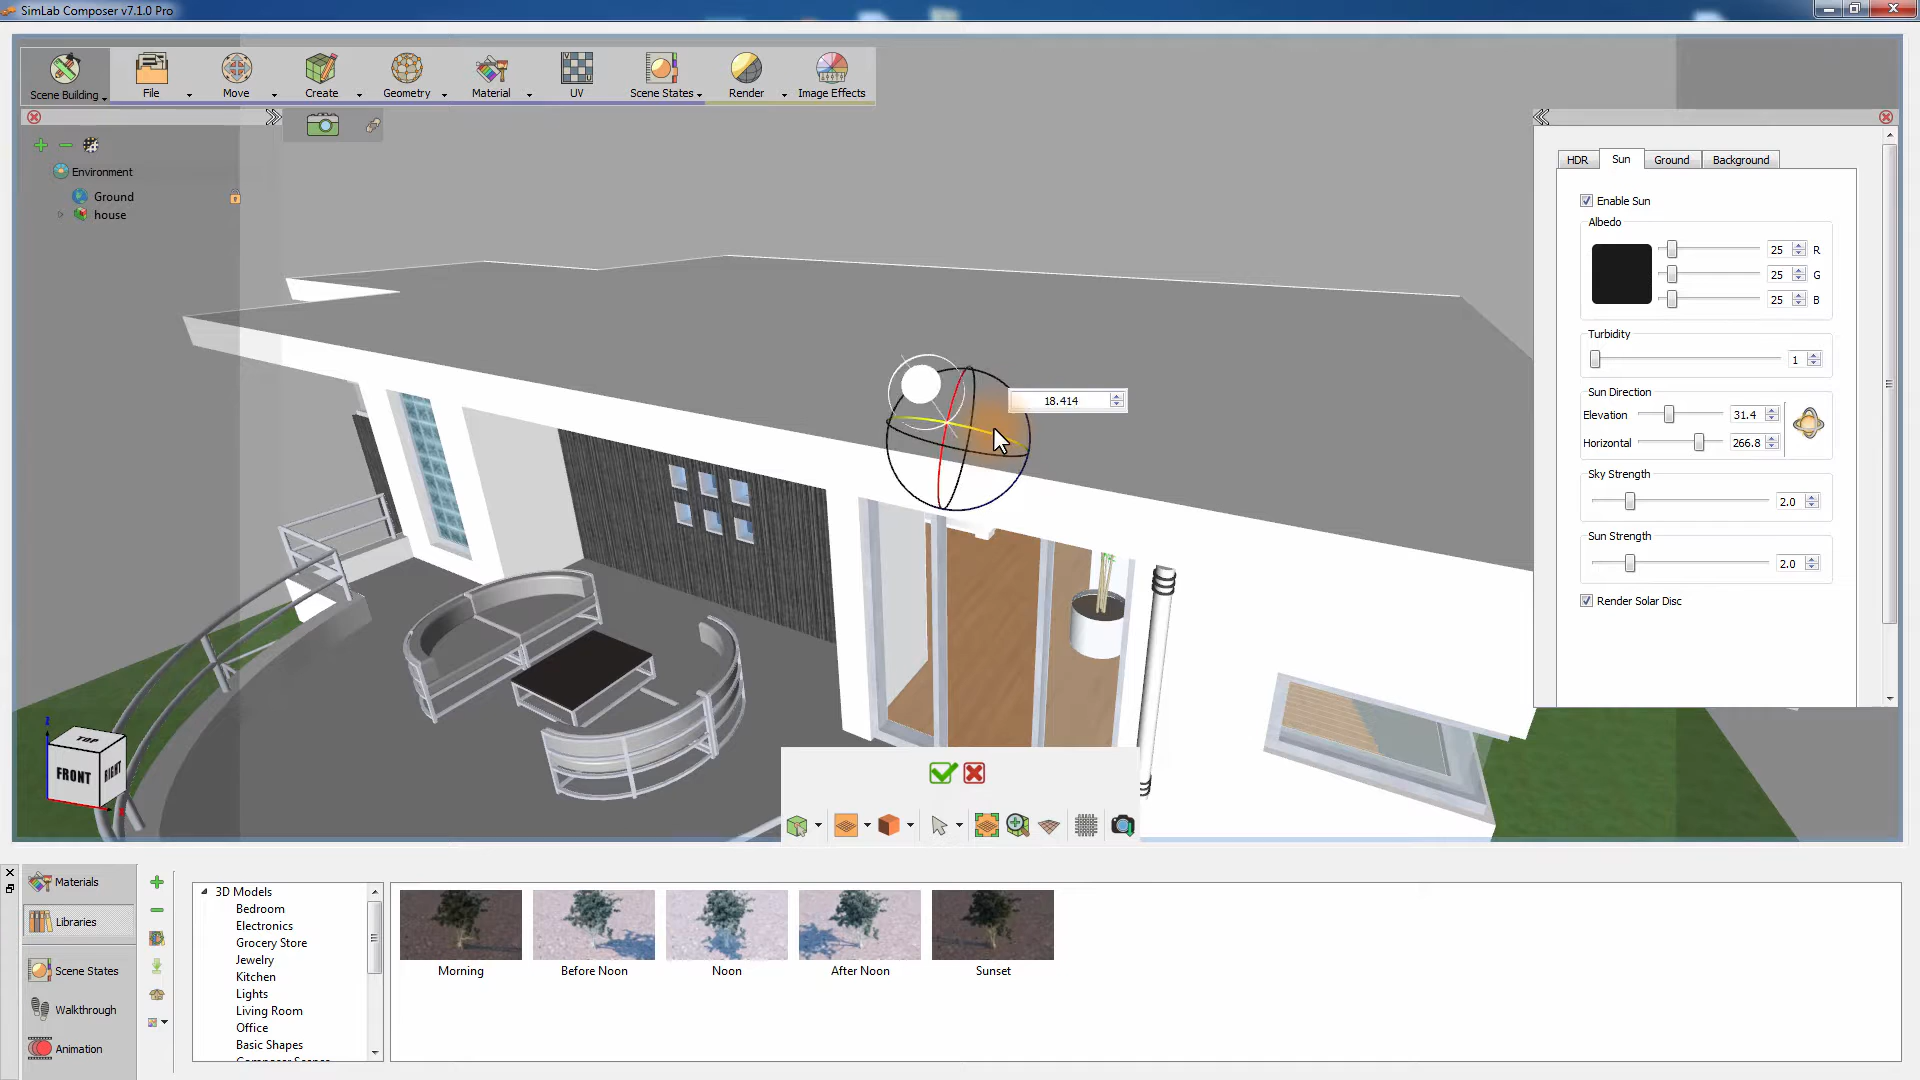 SimLab Composer v7.1.0 Pro
Scene Building
File
Move
Create
Geometry
Material
UV
Scene States
Render
Image Effects
Environment
Ground
house
HDR
Sun
Ground
Background
Enable Sun
Albedo
25 R
25 G
25 B
Turbidity
1
Sun Direction
Elevation 31.4
Horizontal 266.8
Sky Strength
2.0
Sun Strength
2.0
Render Solar Disc
18.414
Z
TOP
FRONT
RIGHT
X
Materials
Libraries
Scene States
Walkthrough
Animation
3D Models
Bedroom
Electronics
Grocery Store
Jewelry
Kitchen
Lights
Living Room
Office
Basic Shapes
Composer Scenes
Morning
Before Noon
Noon
After Noon
Sunset